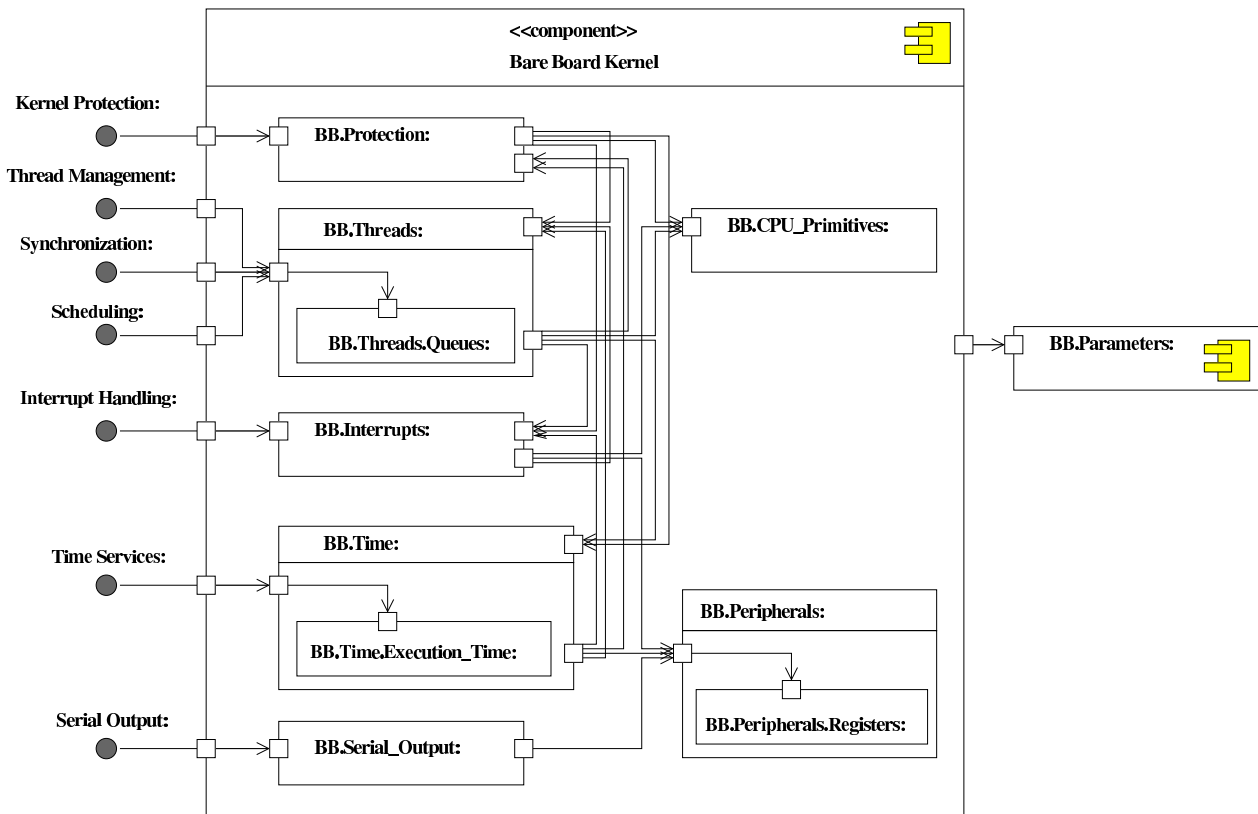 <<component>>
Bare Board Kernel
Kernel Protection:
BB.Protection:
Thread Management:
BB.Threads:
BB.CPU_Primitives:
Synchronization:
Scheduling:
BB.Threads.Queues:
BB.Parameters:
Interrupt Handling:
BB.Interrupts:
BB.Time:
Time Services:
BB.Peripherals:
BB.Time.Execution_Time:
Serial Output:
BB.Peripherals.Registers:
BB.Serial_Output: